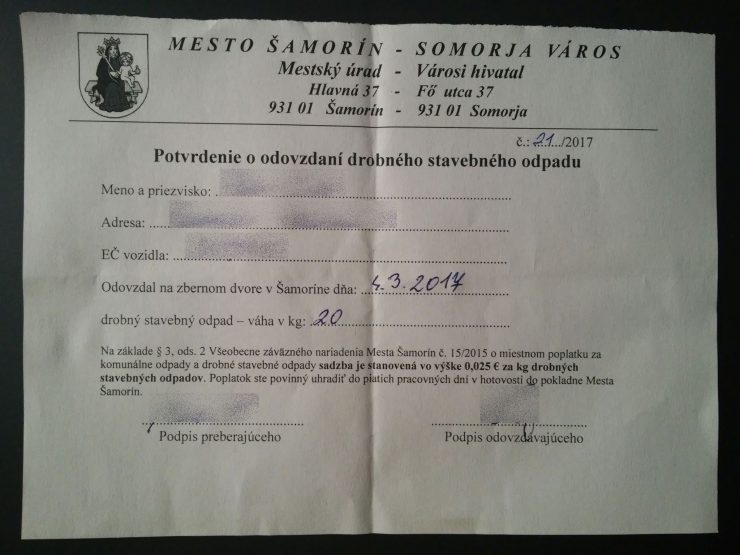 MESTO ŠAMORÍN - SOMORJA VÁROS
Mestský úrad - Városi hivatal
Hlavná 37 - Fő utca 37
931 01 Šamorín - 931 01 Somorja
č.: 21 /2017
Potvrdenie o odovzdaní drobného stavebného odpadu
Meno a priezvisko:
Adresa:
EČ vozidla:
Odovzdal na zbernom dvore v Šamoríne dňa: 4.3.2017
drobný stavebný odpad – váha v kg: 20
Na základe § 3, ods. 2 Všeobecne záväzného nariadenia Mesta Šamorín č. 15/2015 o miestnom poplatku za
komunálne odpady a drobné stavebné odpady sadzba je stanovená vo výške 0,025 € za kg drobných
stavebných odpadov. Poplatok ste povinný uhradiť do piatich pracovných dní v hotovosti do pokladne Mesta
Šamorín.
Podpis preberajúceho Podpis odovzdávajúceho